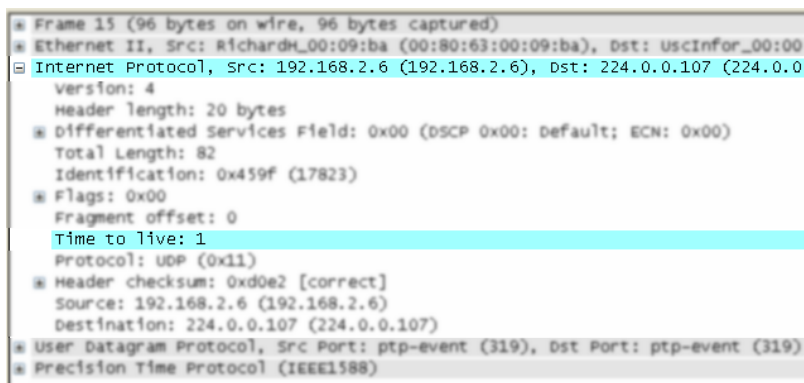 Frame 15 (96 bytes on wire, 96 bytes captured)
Ethernet II, Src: RichardH_00:09:ba (00:80:63:00:09:ba), Dst: UscInfor_00:00
Internet Protocol, Src: 192.168.2.6 (192.168.2.6), Dst: 224.0.0.107 (224.0.0
Version: 4
Header length: 20 bytes
Differentiated Services Field: 0x00 (DSCP 0x00: Default; ECN: 0x00)
Total Length: 82
Identification: 0x459f (17823)
Flags: 0x00
Fragment offset: 0
Time to live: 1
Protocol: UDP (0x11)
Header checksum: 0xd0e2 [correct]
Source: 192.168.2.6 (192.168.2.6)
Destination: 224.0.0.107 (224.0.0.107)
User Datagram Protocol, Src Port: ptp-event (319), Dst Port: ptp-event (319)
Precision Time Protocol (IEEE1588)